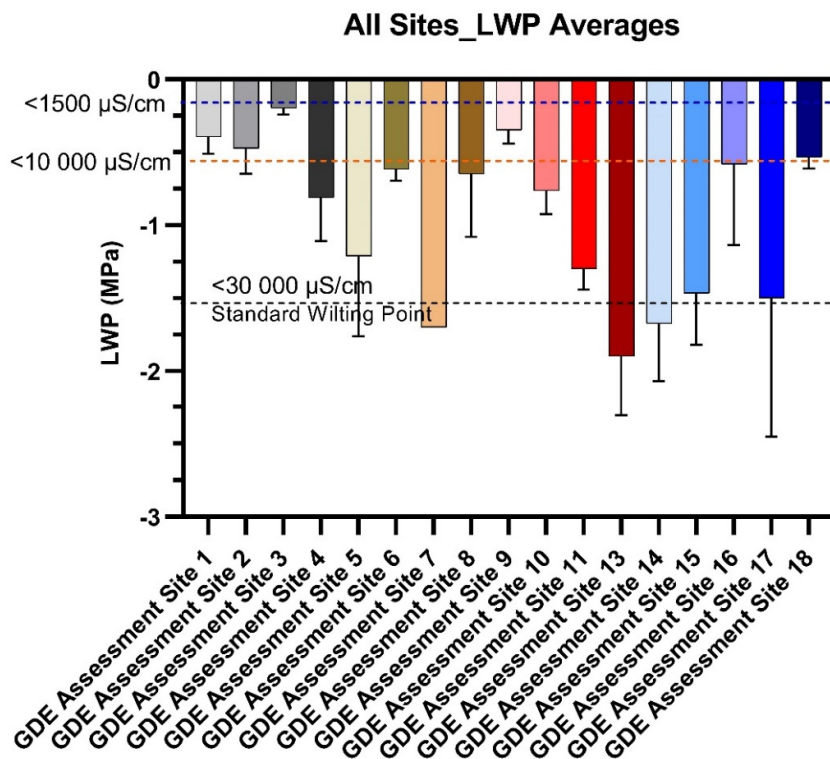 All Sites_LWP Averages
0
<1500 µS/cm
<10 000 µS/cm
-1
<30 000 µS/cm
Standard Wilting Point
-2
-3
LWP (MPa)
GDE Assessment Site 1
GDE Assessment Site 2
GDE Assessment Site 3
GDE Assessment Site 4
GDE Assessment Site 5
GDE Assessment Site 6
GDE Assessment Site 7
GDE Assessment Site 8
GDE Assessment Site 9
GDE Assessment Site 10
GDE Assessment Site 11
GDE Assessment Site 13
GDE Assessment Site 14
GDE Assessment Site 15
GDE Assessment Site 16
GDE Assessment Site 17
GDE Assessment Site 18